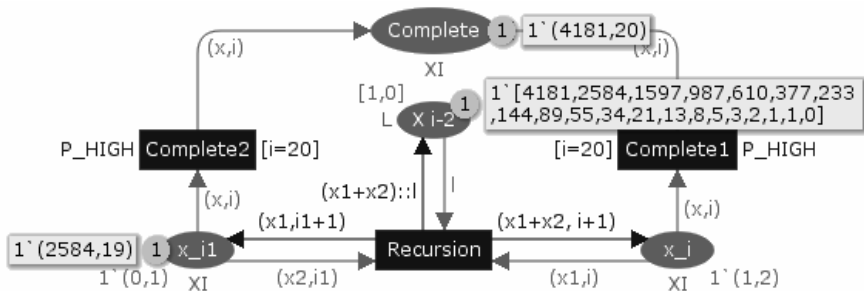 Complete 1 1`(4181,20)
(x,i) (x,i)
XI
[1,0] 1 1`[4181,2584,1597,987,610,377,233
,144,89,55,34,21,13,8,5,3,2,1,1,0]
L X i-2
P_HIGH Complete2 [i=20] [i=20] Complete1 P_HIGH
(x1+x2)::l l
(x,i) (x,i)
(x1,i1+1) (x1+x2, i+1)
1`(2584,19) 1 x_i1 Recursion x_i
1`(0,1) XI (x2,i1) (x1,i) XI 1`(1,2)